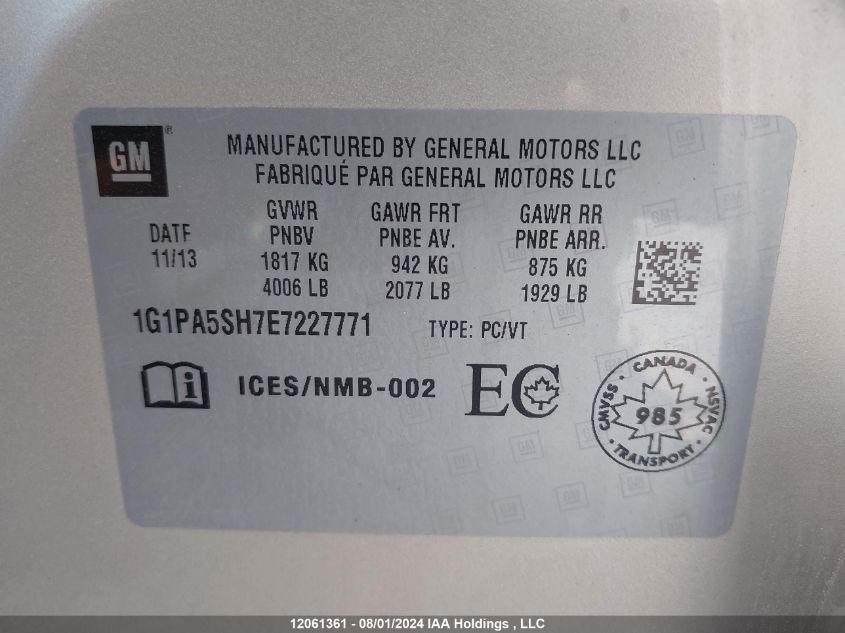 GM ®
MANUFACTURED BY GENERAL MOTORS LLC
FABRIQUÉ PAR GENERAL MOTORS LLC
DATE 11/13
GVWR PNBV 1817 KG 4006 LB
GAWR FRT PNBE AV. 942 KG 2077 LB
GAWR RR PNBE ARR. 875 KG 1929 LB
1G1PA5SH7E7227771 TYPE: PC/VT
i ICES/NMB-002 EC
CANADA
CMVSS 985 NSVAC
TRANSPORT
12061361 - 08/01/2024 IAA Holdings , LLC